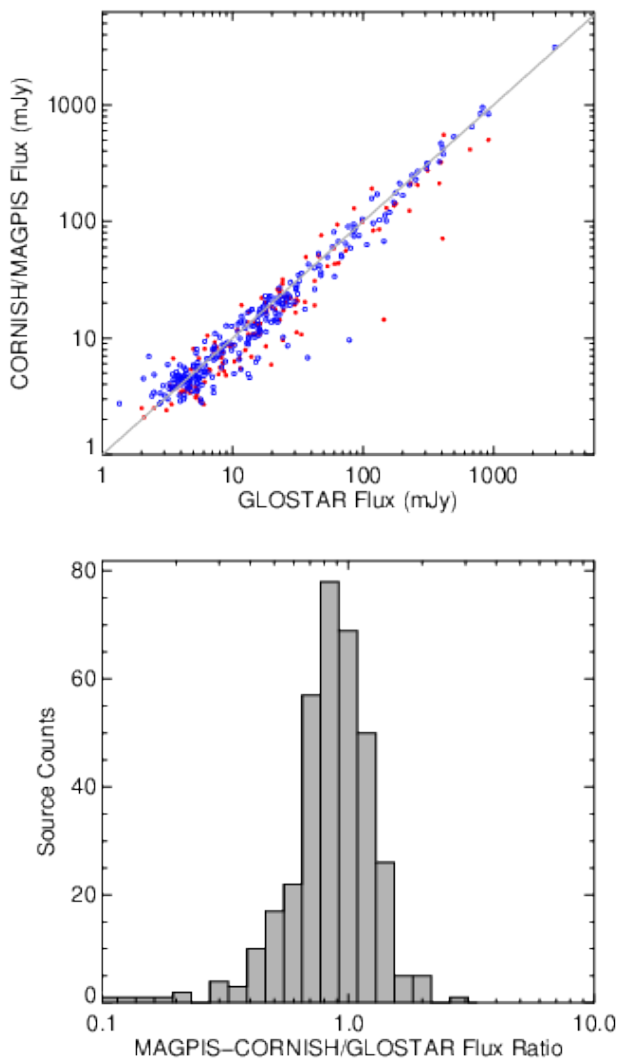 1000
100
10
1
CORNISH/MAGPIS Flux (mJy)
1 10 100 1000
GLOSTAR Flux (mJy)
80
60
40
20
0
Source Counts
0.1 1.0 10.0
MAGPIS−CORNISH/GLOSTAR Flux Ratio